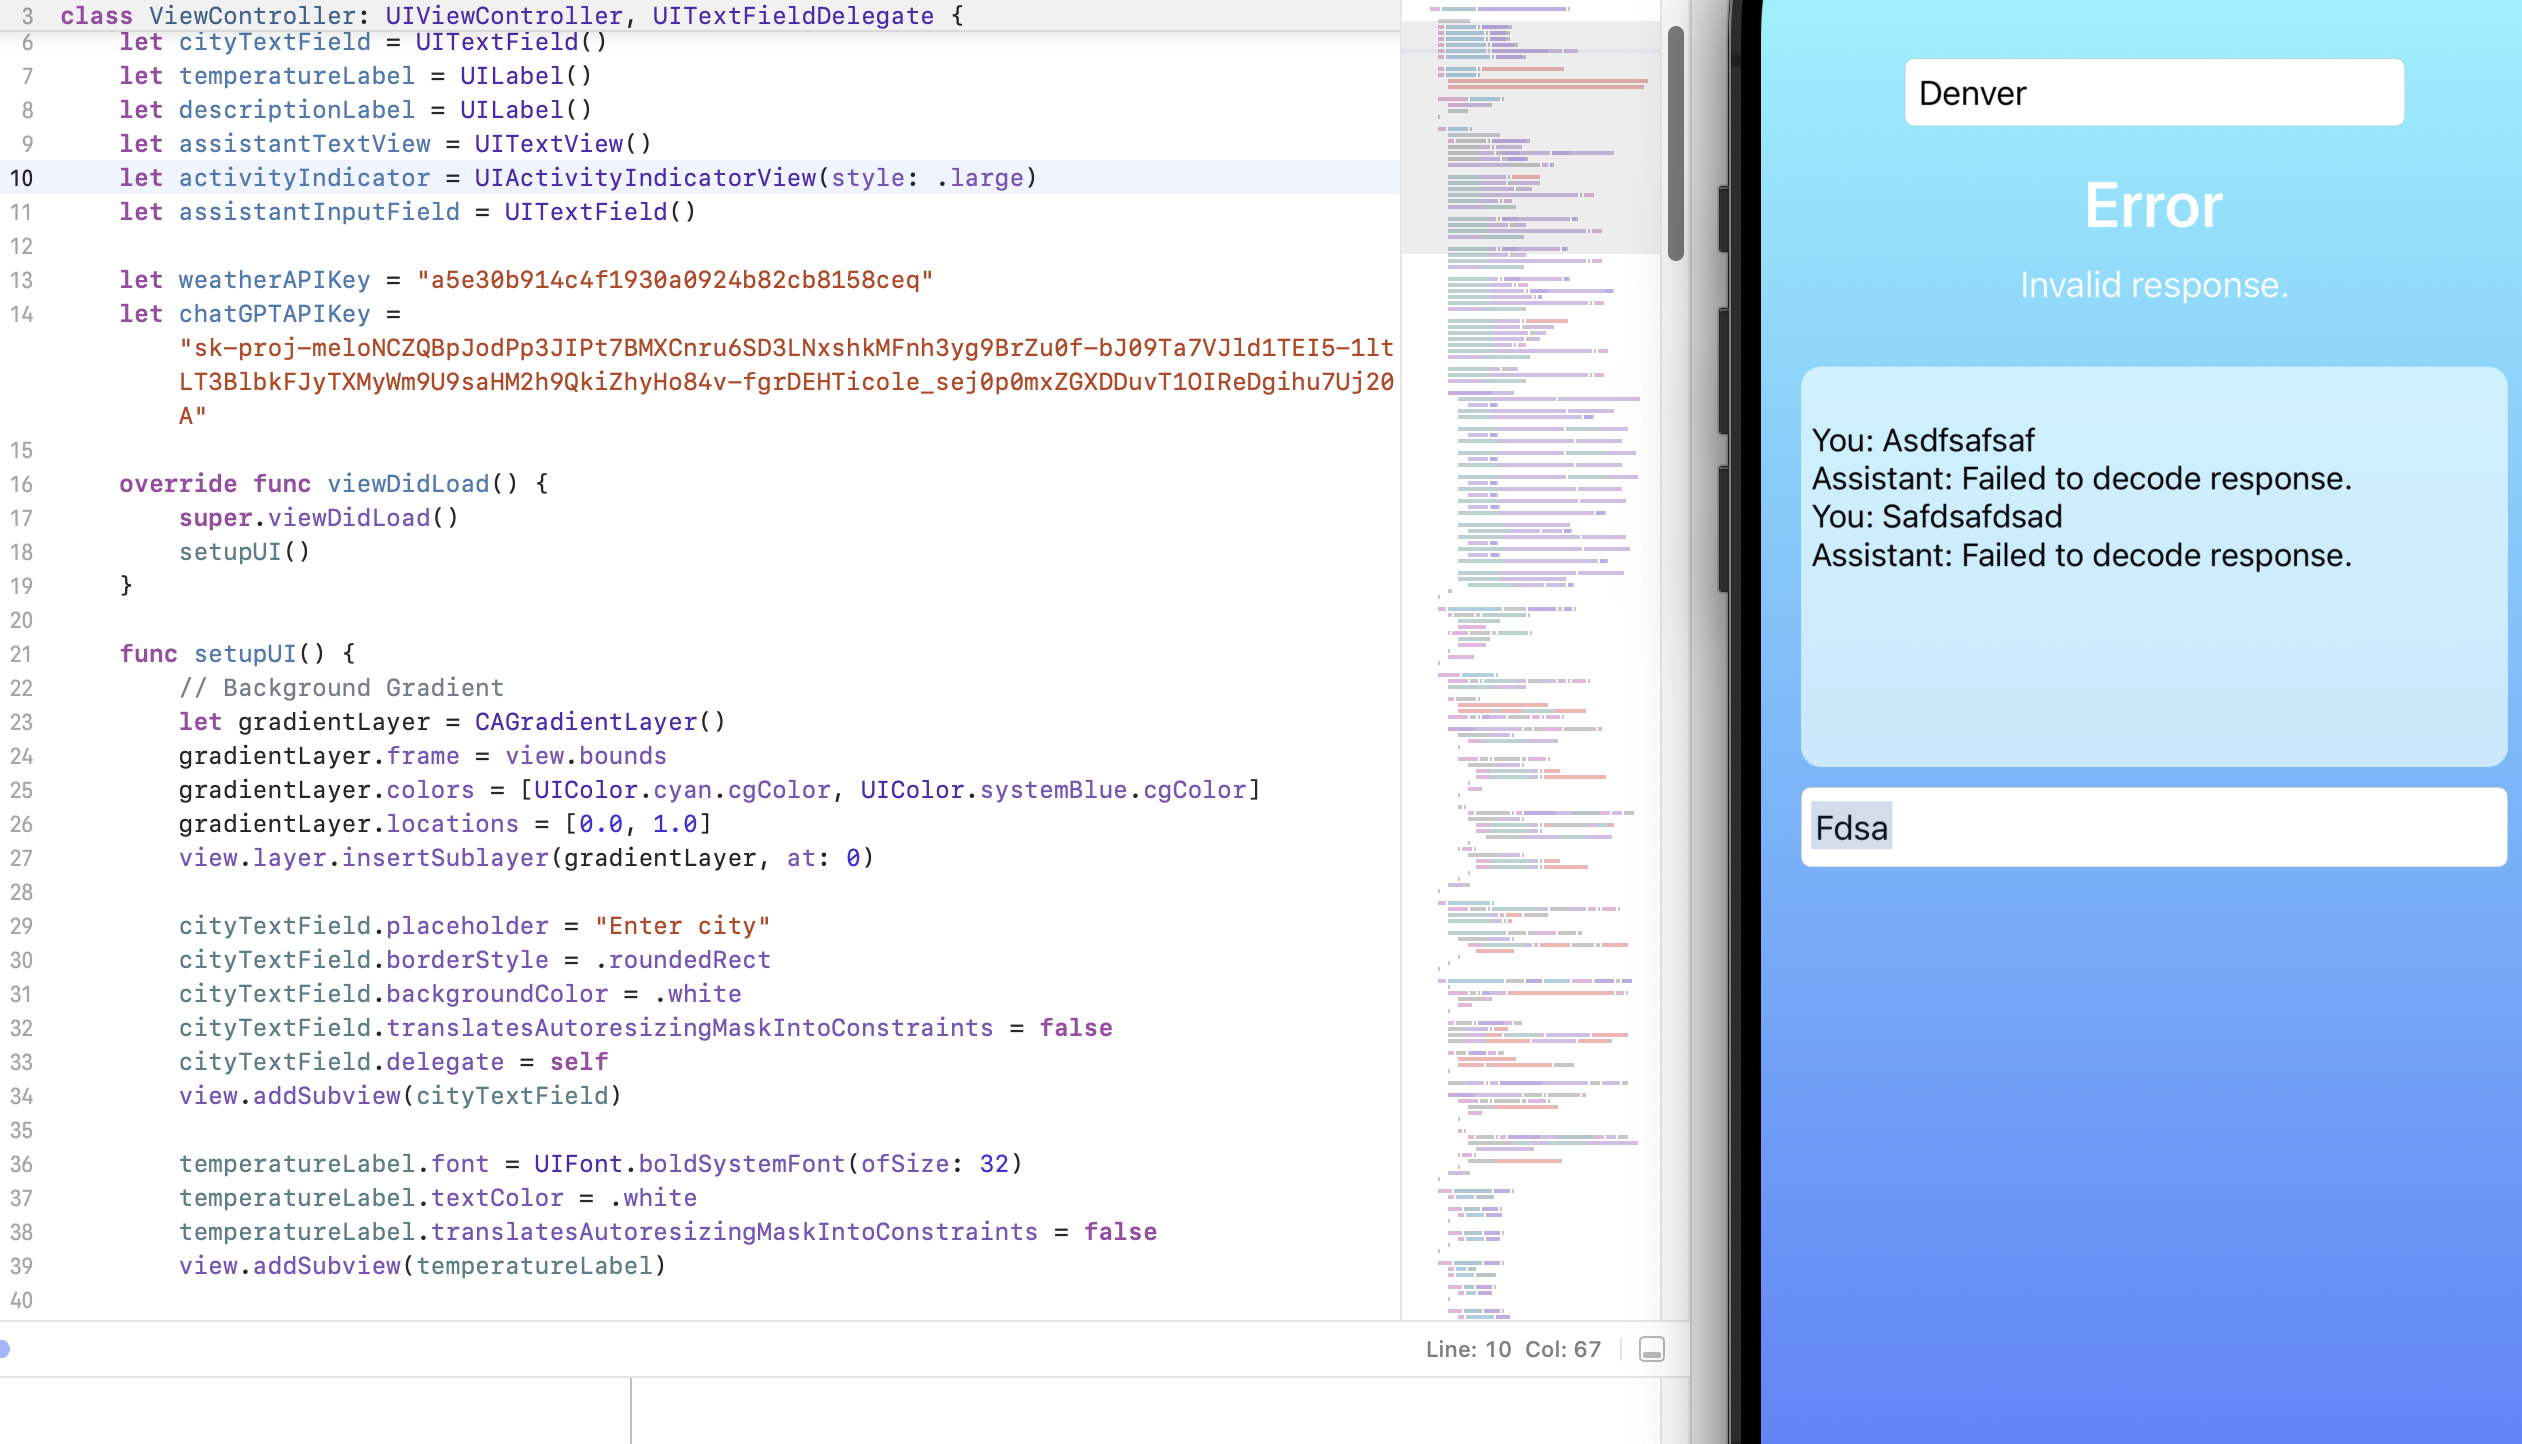 3 class ViewController: UIViewController, UITextFieldDelegate {
6 let cityTextField = UITextField()
7 let temperatureLabel = UILabel()
8 let descriptionLabel = UILabel()
9 let assistantTextView = UITextView()
10 let activityIndicator = UIActivityIndicatorView(style: .large)
11 let assistantInputField = UITextField()
12
13 let weatherAPIKey = "a5e30b914c4f1930a0924b82cb8158ceq"
14 let chatGPTAPIKey =
"sk-proj-meloNCZQBpJodPp3JIPt7BMXCnru6SD3LNxshkMFnh3yg9BrZu0f-bJ09Ta7VJld1TEI5-1lt
LT3BlbkFJyTXMyWm9U9saHM2h9QkiZhyHo84v-fgrDEHTicole_sej0p0mxZGXDDuvT1OIReDgihu7Uj20
A"
15
16 override func viewDidLoad() {
17 super.viewDidLoad()
18 setupUI()
19 }
20
21 func setupUI() {
22 // Background Gradient
23 let gradientLayer = CAGradientLayer()
24 gradientLayer.frame = view.bounds
25 gradientLayer.colors = [UIColor.cyan.cgColor, UIColor.systemBlue.cgColor]
26 gradientLayer.locations = [0.0, 1.0]
27 view.layer.insertSublayer(gradientLayer, at: 0)
28
29 cityTextField.placeholder = "Enter city"
30 cityTextField.borderStyle = .roundedRect
31 cityTextField.backgroundColor = .white
32 cityTextField.translatesAutoresizingMaskIntoConstraints = false
33 cityTextField.delegate = self
34 view.addSubview(cityTextField)
35
36 temperatureLabel.font = UIFont.boldSystemFont(ofSize: 32)
37 temperatureLabel.textColor = .white
38 temperatureLabel.translatesAutoresizingMaskIntoConstraints = false
39 view.addSubview(temperatureLabel)
40
Line: 10 Col: 67
Denver
Error
Invalid response.
You: Asdfsafsaf
Assistant: Failed to decode response.
You: Safdsafdsad
Assistant: Failed to decode response.
Fdsa